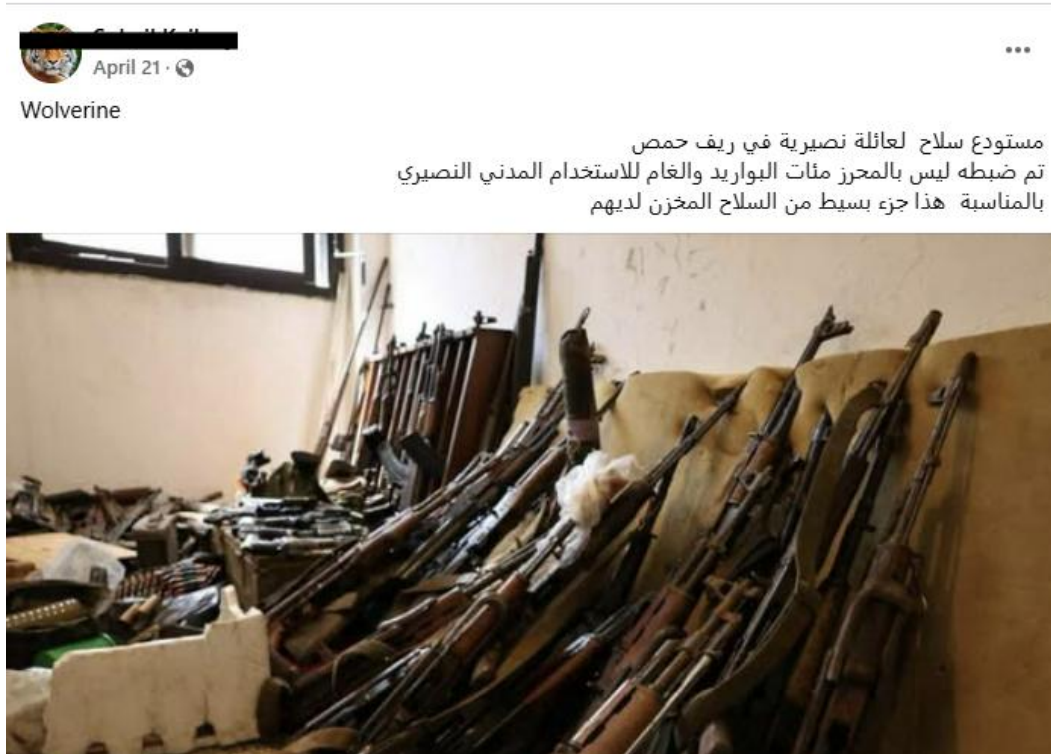 April 21
Wolverine
مستودع سلاح لعائلة نصيرية في ريف حمص
تم ضبطه ليس بالمحرز مئات البواريد والغام للاستخدام المدني النصيري
بالمناسبة هذا جزء بسيط من السلاح المخزن لديهم